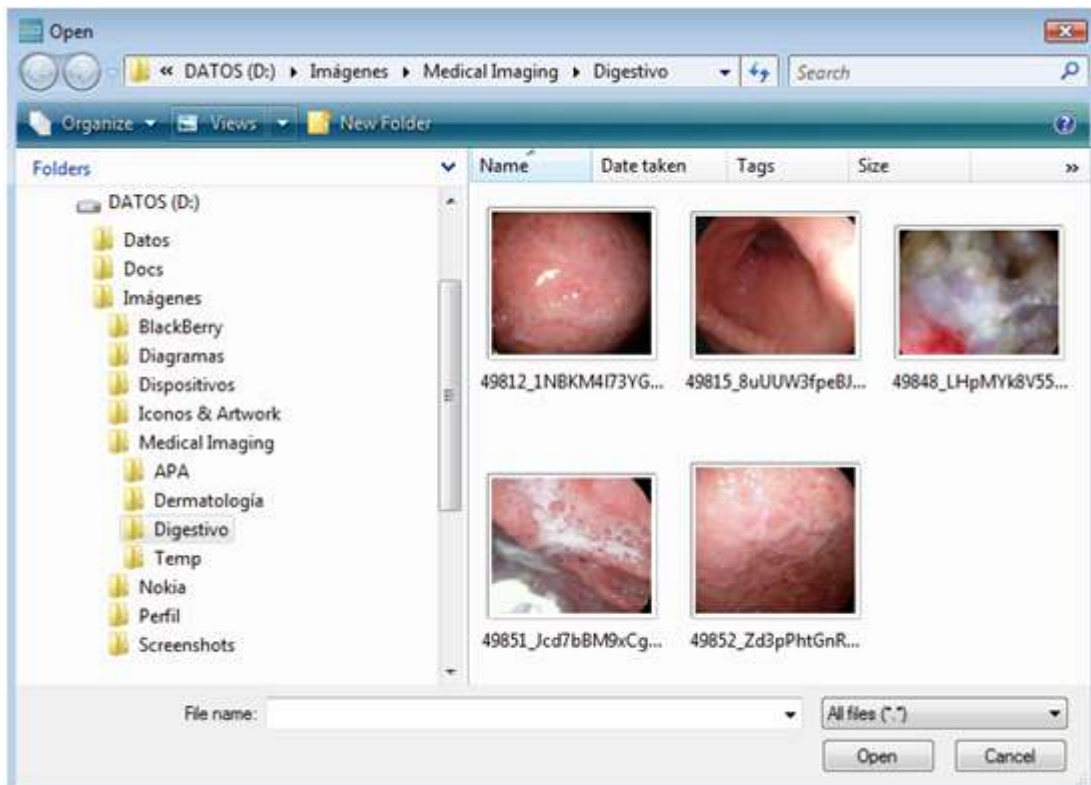 Open
« DATOS (D:) ▸ Imágenes ▸ Medical Imaging ▸ Digestivo
Search
Organize
Views
New Folder
Folders
Name
Date taken
Tags
Size
»
DATOS (D:)
Datos
Docs
Imágenes
BlackBerry
Diagramas
Dispositivos
Iconos & Artwork
Medical Imaging
APA
Dermatología
Digestivo
Temp
Nokia
Perfil
Screenshots
49812_1NBKM4I73YG...
49815_8uUUW3fpeBJ...
49848_LHpMYk8V55...
49851_Jcd7bBM9xCg...
49852_Zd3pPhtGnR...
File name:
All files (*.*)
Open
Cancel